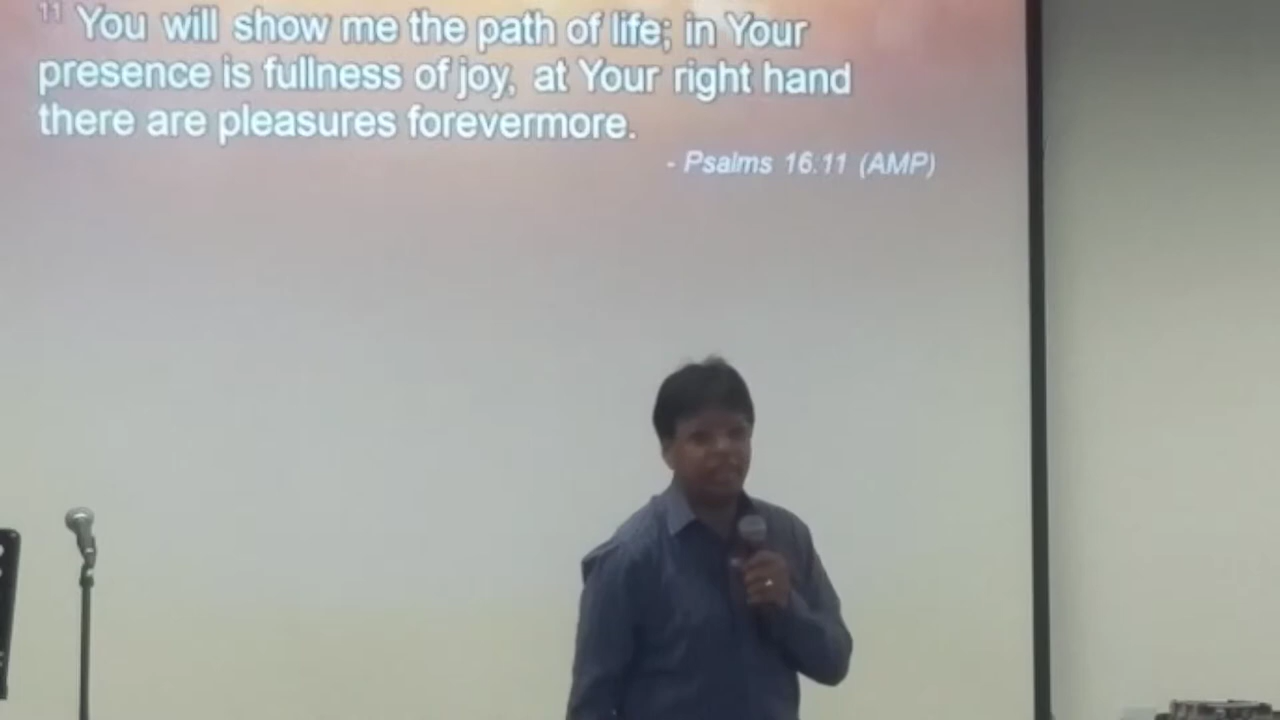 11 You will show me the path of life; in Your
presence is fullness of joy, at Your right hand
there are pleasures forevermore.
- Psalms 16:11 (AMP)